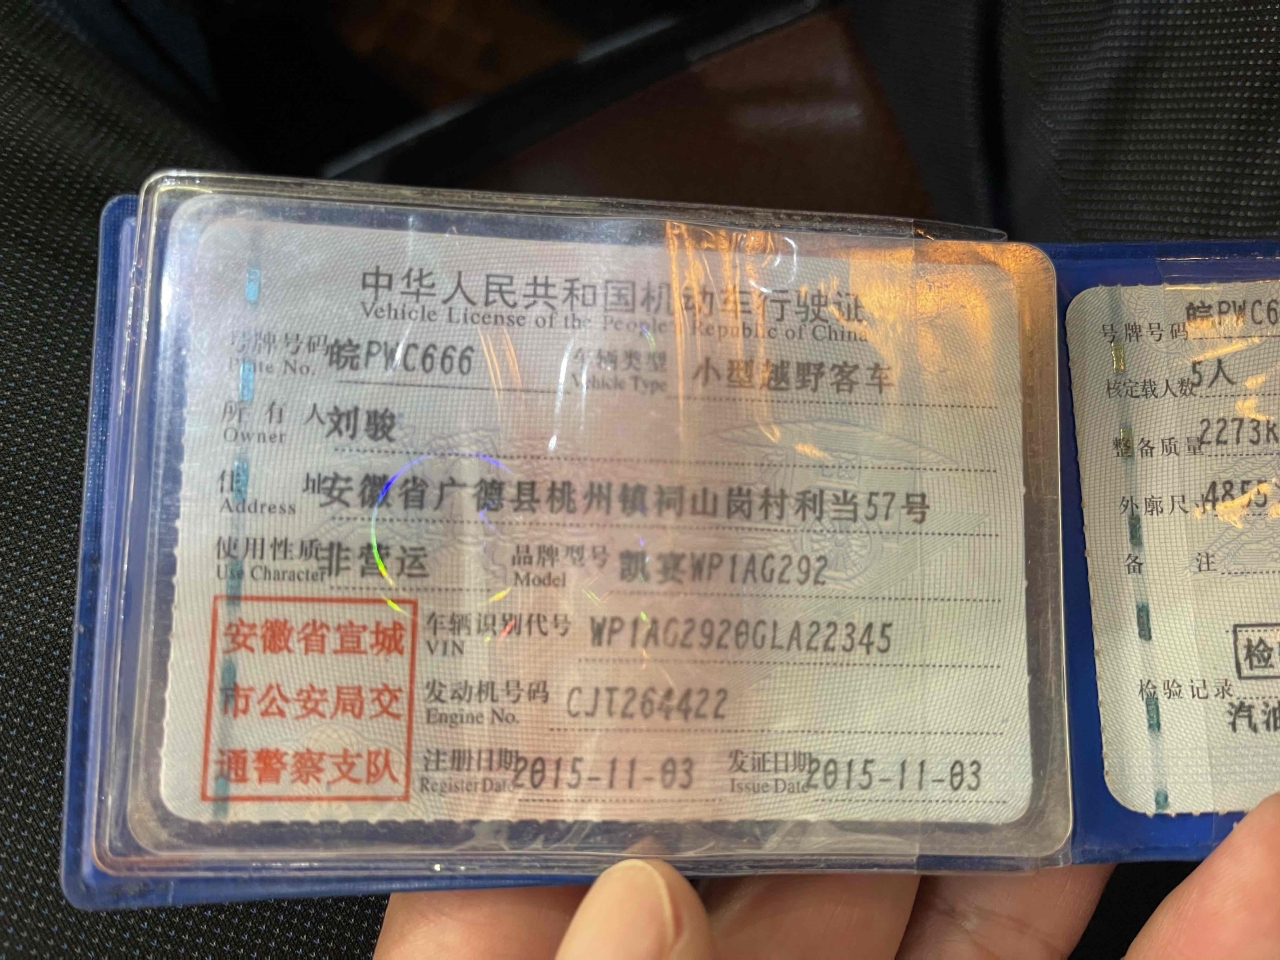 中华人民共和国机动车行驶证
Vehicle License of the People's Republic of China
号牌号码 皖PWC666 车辆类型 小型越野客车
Plate No. Vehicle Type
所有人 刘骏
Owner
住址 安徽省广德县桃州镇祠山岗村利当57号
Address
使用性质 非营运 品牌型号 凯宴WP1AG292
Use Character Model
安徽省宣城
市公安局交
通警察支队
车辆识别代号 WP1AG2920GLA22345
VIN
发动机号码 CJT264422
Engine No.
注册日期 2015-11-03 发证日期 2015-11-03
Register Date Issue Date
号牌号码 皖PWC6
核定载人数 5人
整备质量 2273k
外廓尺寸 4855
备注
检
检验记录
汽油